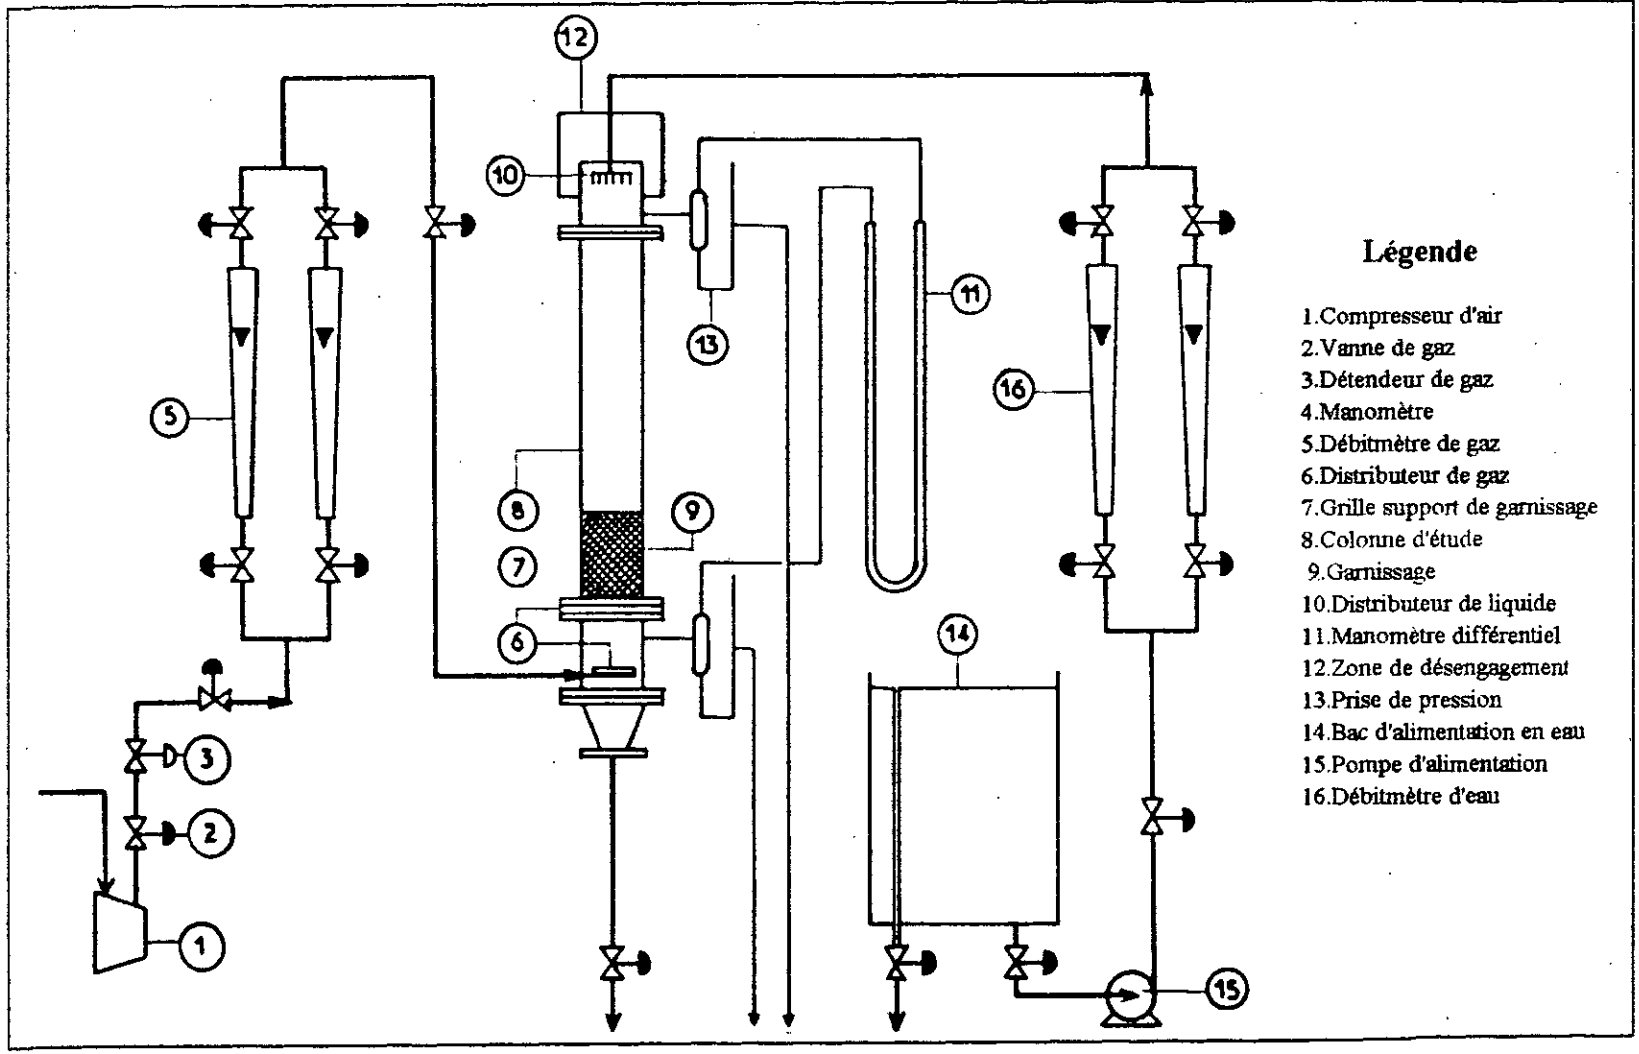 12
10
13
11
5
16
8
9
7
6
14
3
2
1
15
Légende
1.Compresseur d'air
2.Vanne de gaz
3.Détendeur de gaz
4.Manomètre
5.Débitmètre de gaz
6.Distributeur de gaz
7.Grille support de garnissage
8.Colonne d'étude
9.Garnissage
10.Distributeur de liquide
11.Manomètre différentiel
12.Zone de désengagement
13.Prise de pression
14.Bac d'alimentation en eau
15.Pompe d'alimentation
16.Débitmètre d'eau